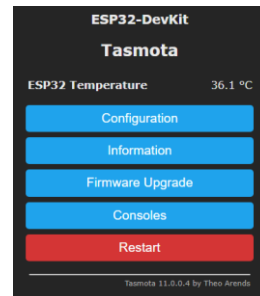 ESP32-DevKit
Tasmota
ESP32 Temperature 36.1 °C
Configuration
Information
Firmware Upgrade
Consoles
Restart
Tasmota 11.0.0.4 by Theo Arends